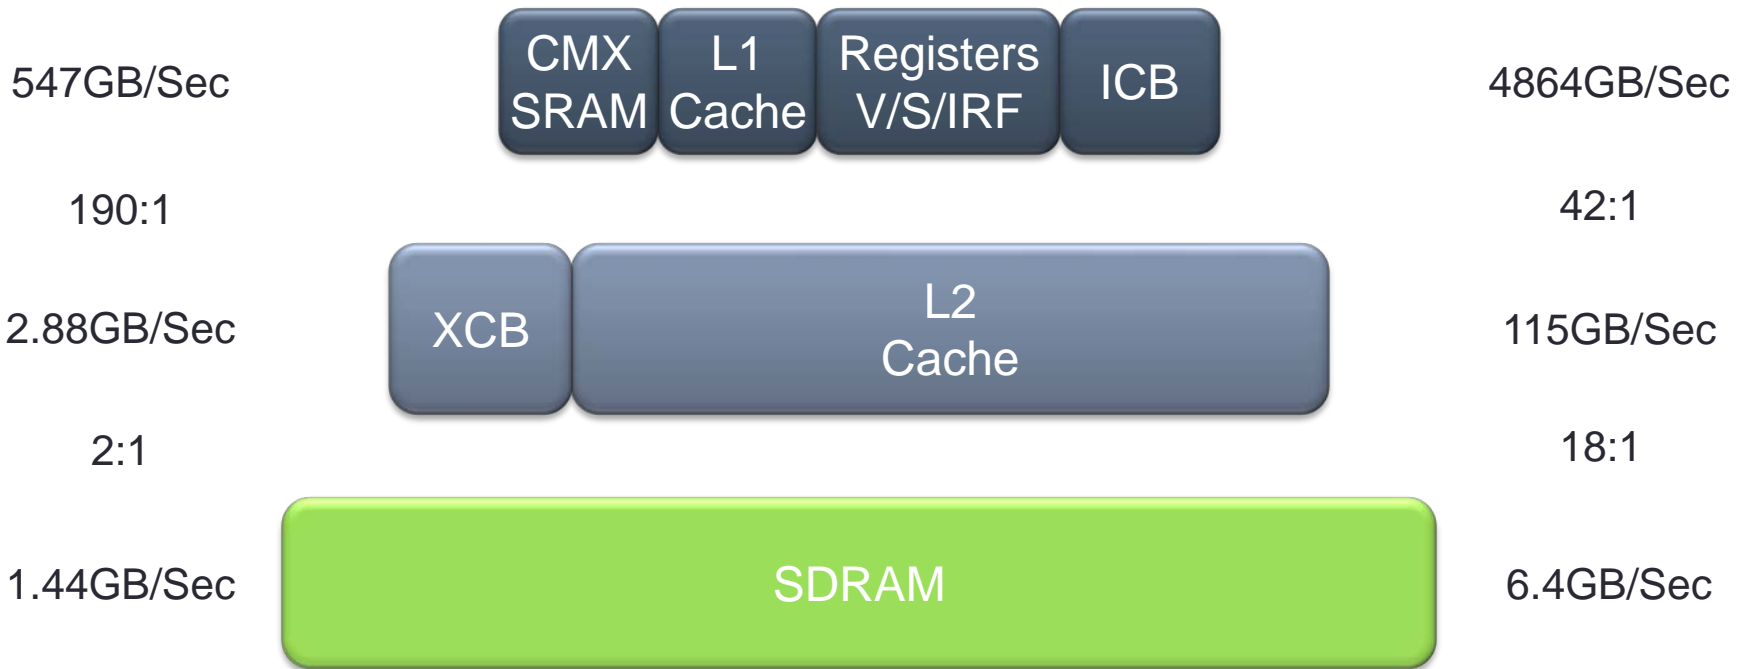 547GB/Sec
CMX
SRAM
L1
Cache
Registers
V/S/IRF
ICB
4864GB/Sec
190:1
42:1
2.88GB/Sec
XCB
L2
Cache
115GB/Sec
2:1
18:1
1.44GB/Sec
SDRAM
6.4GB/Sec